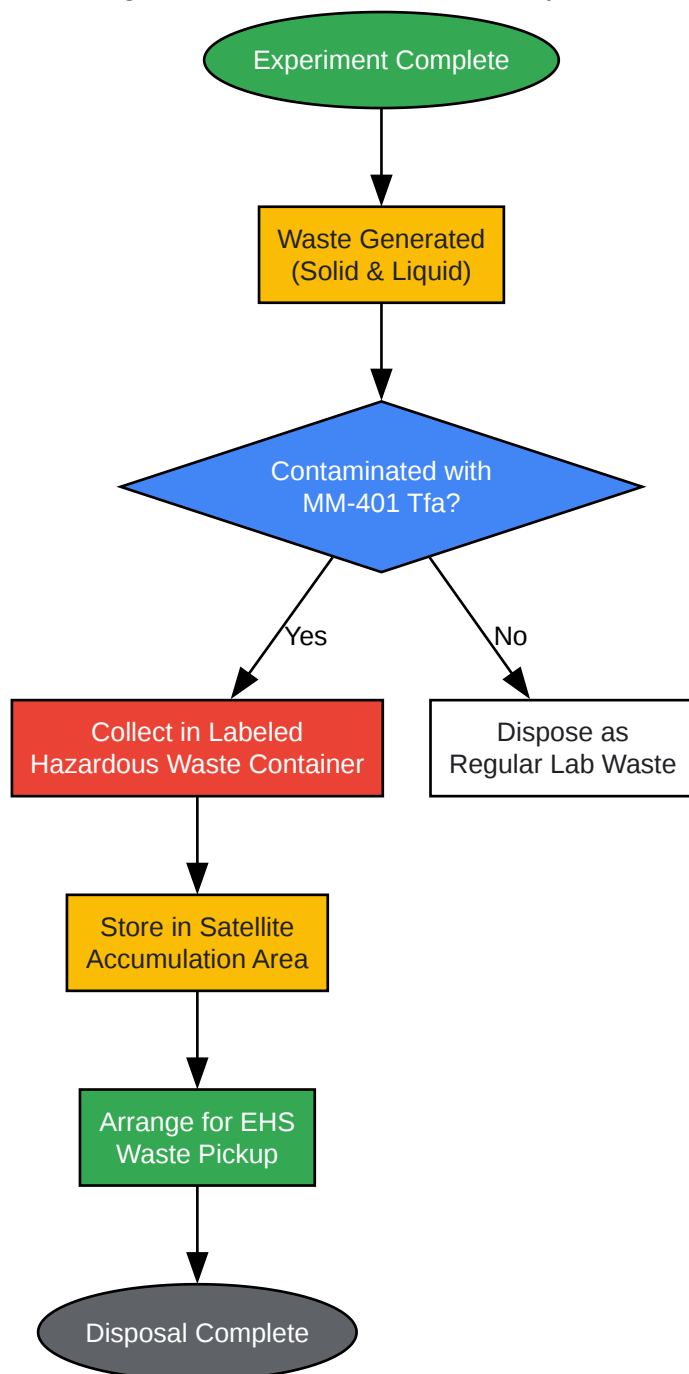 Experiment Complete
Waste Generated
(Solid & Liquid)
Contaminated with
MM-401 Tfa?
Yes
No
Collect in Labeled
Hazardous Waste Container
Dispose as
Regular Lab Waste
Store in Satellite
Accumulation Area
Arrange for EHS
Waste Pickup
Disposal Complete